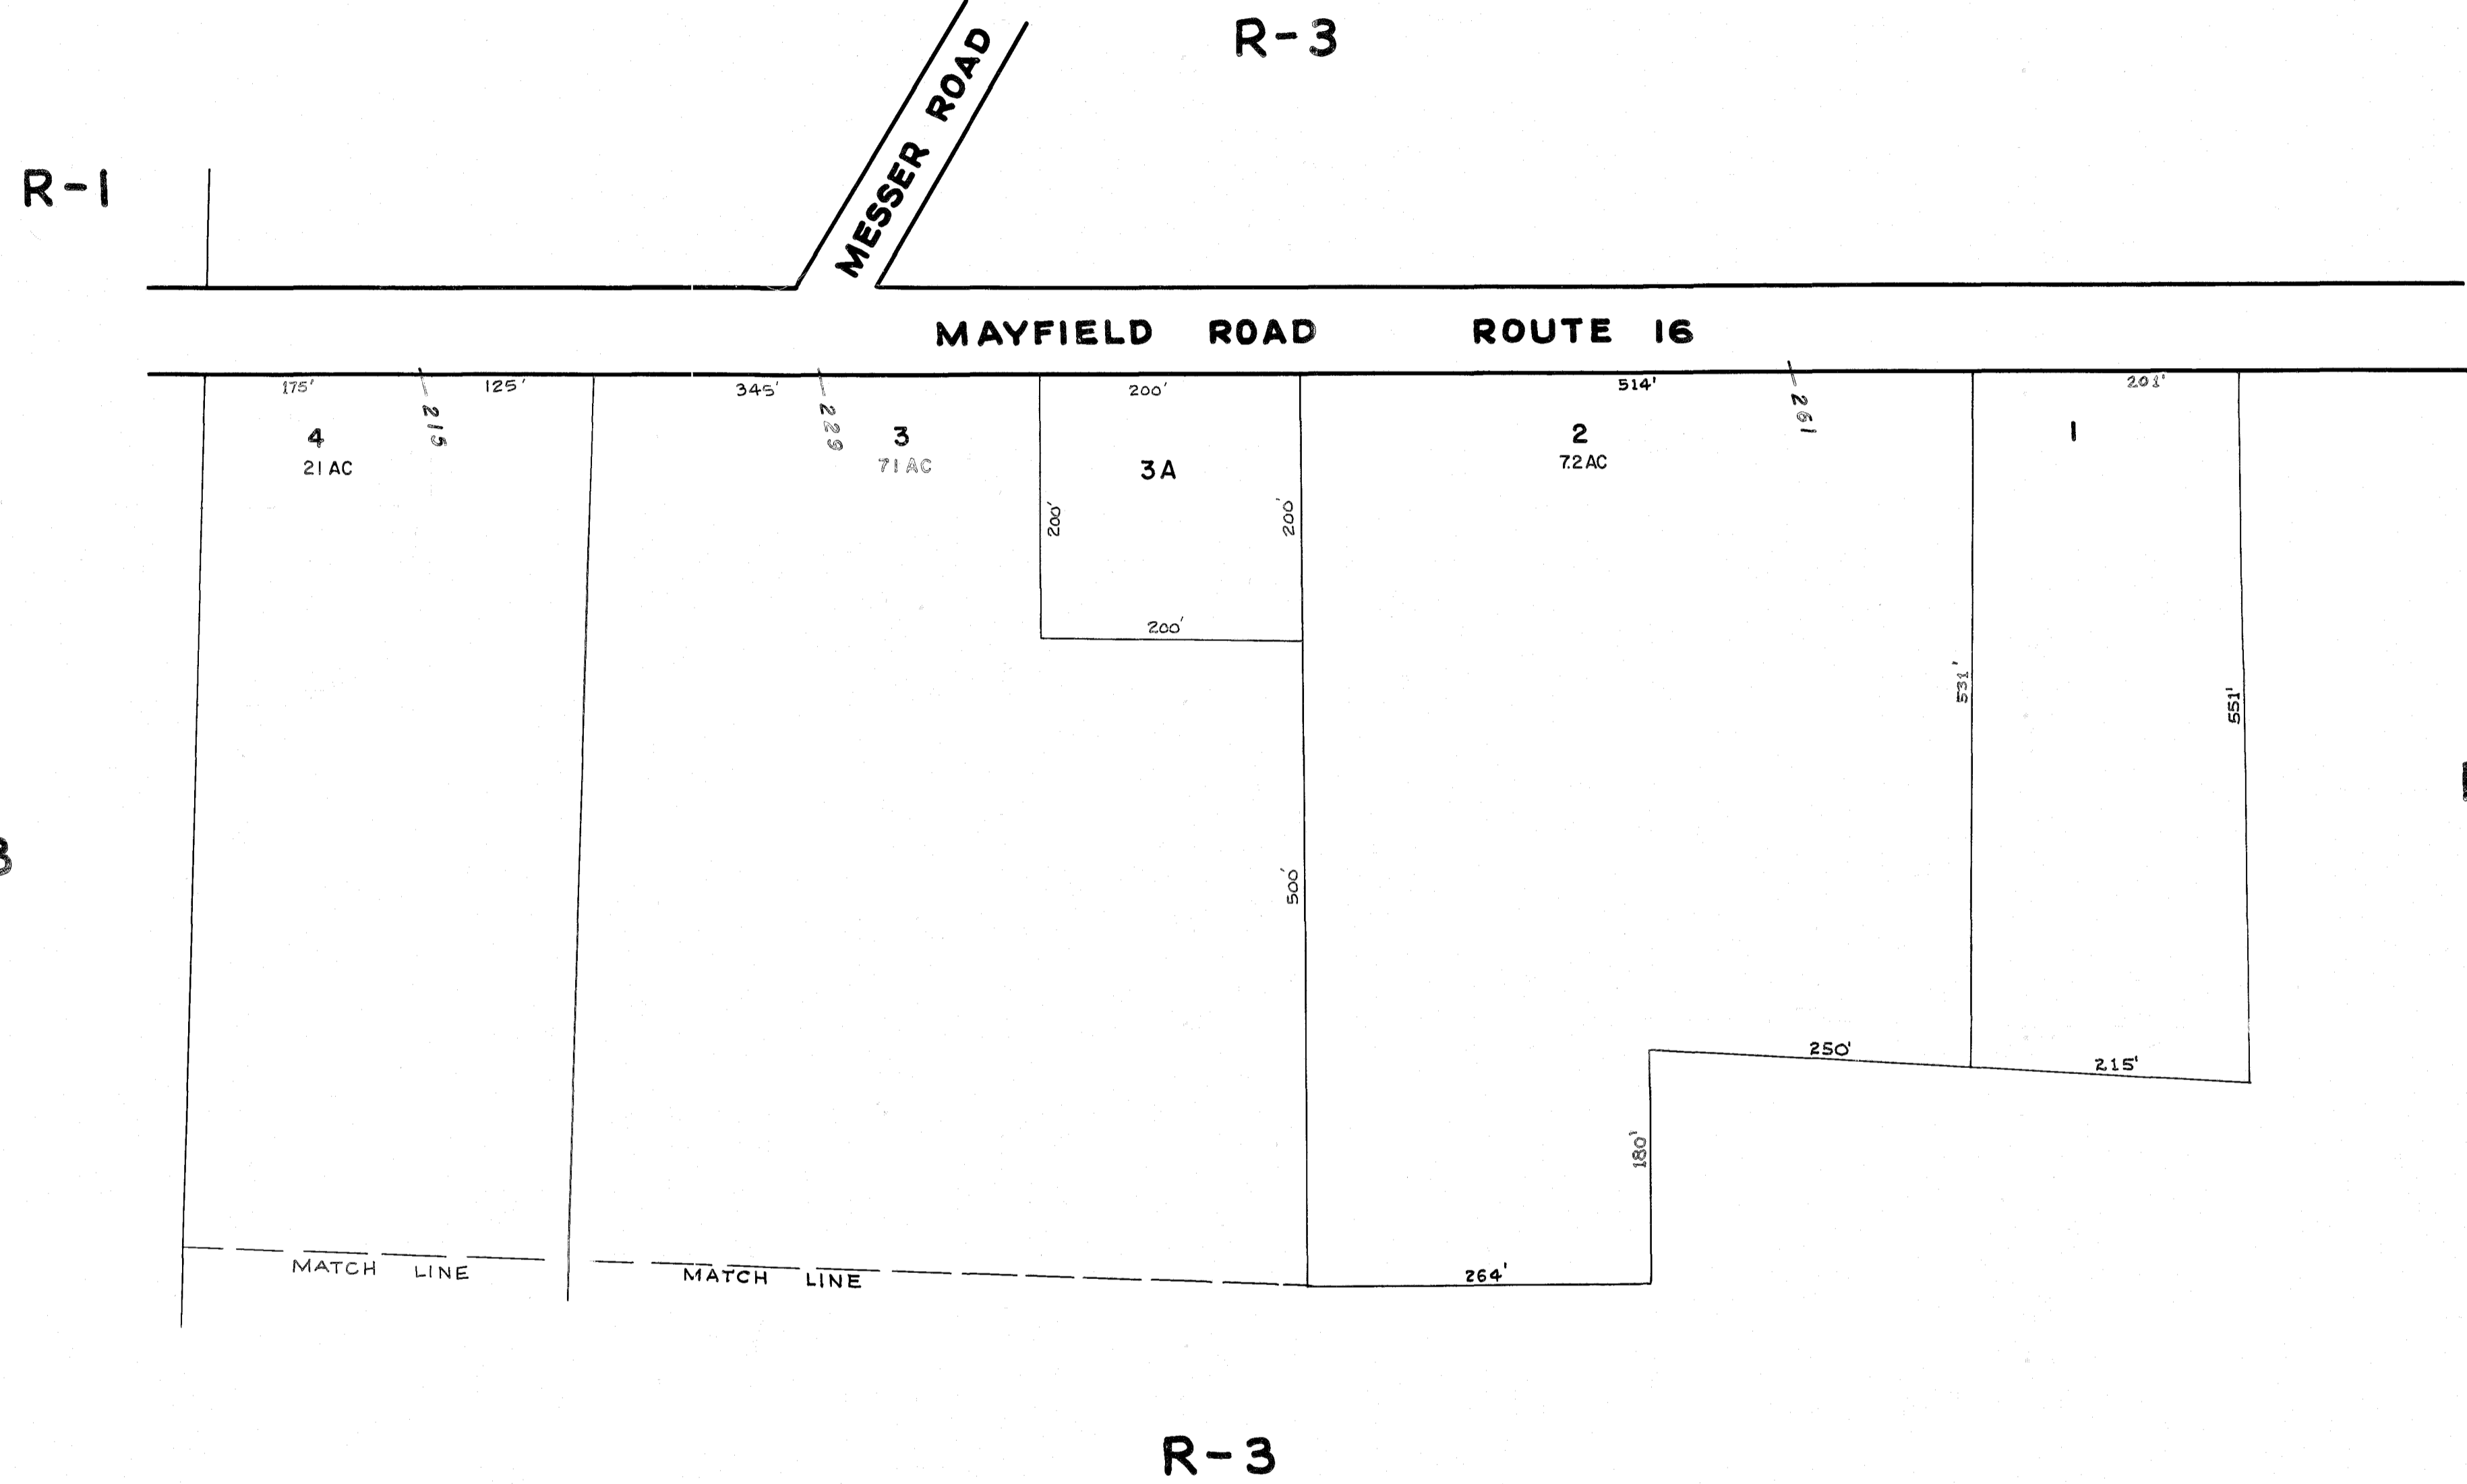 R-3
MESSER ROAD
R-1
MAYFIELD ROAD ROUTE 16
175'
125'
345'
200'
514'
215
229
261
4
21 AC
3
71 AC
3A
2
7.2 AC
1
200'
200'
200'
531'
551'
500'
250'
215'
180'
264'
MATCH LINE
MATCH LINE
R-3